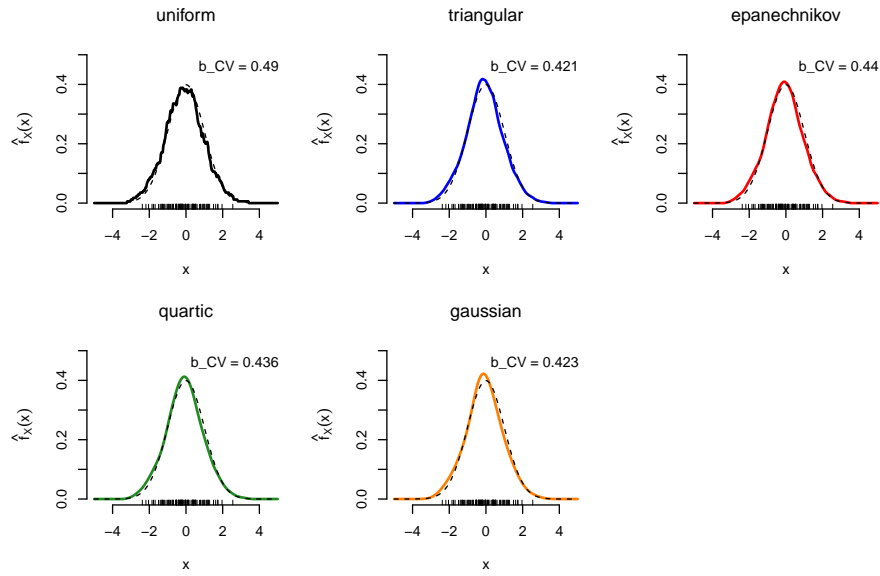 uniform
b_CV = 0.49
f̂X(x)
0.0
0.2
0.4
−4
−2
0
2
4
x
triangular
b_CV = 0.421
f̂X(x)
0.0
0.2
0.4
−4
−2
0
2
4
x
epanechnikov
b_CV = 0.44
f̂X(x)
0.0
0.2
0.4
−4
−2
0
2
4
x
quartic
b_CV = 0.436
f̂X(x)
0.0
0.2
0.4
−4
−2
0
2
4
x
gaussian
b_CV = 0.423
f̂X(x)
0.0
0.2
0.4
−4
−2
0
2
4
x